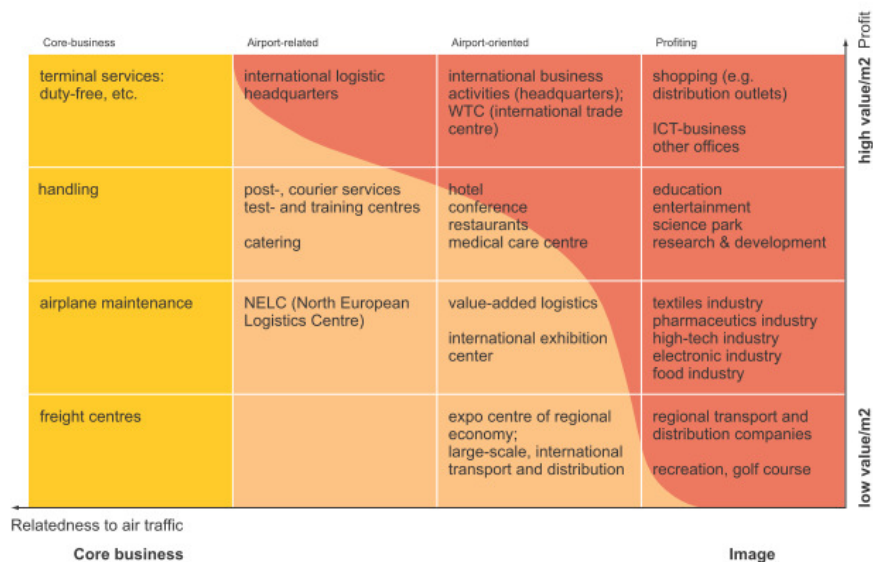 Core-business
Airport-related
Airport-oriented
Profiting
Profit
high value/m2
terminal services:
duty-free, etc.
international logistic
headquarters
international business
activities (headquarters);
WTC (international trade
centre)
shopping (e.g.
distribution outlets)
ICT-business
other offices
handling
post-, courier services
test- and training centres
catering
hotel
conference
restaurants
medical care centre
education
entertainment
science park
research & development
airplane maintenance
NELC (North European
Logistics Centre)
value-added logistics
international exhibition
center
textiles industry
pharmaceutics industry
high-tech industry
electronic industry
food industry
freight centres
expo centre of regional
economy;
large-scale, international
transport and distribution
regional transport and
distribution companies
recreation, golf course
low value/m2
Relatedness to air traffic
Core business
Image